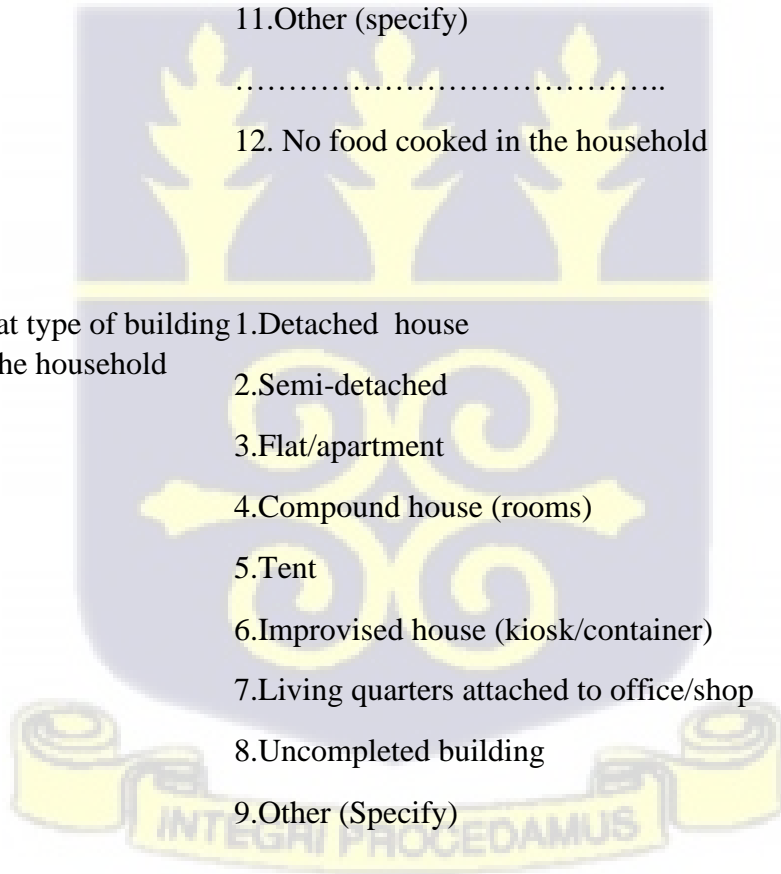 11.Other (specify)
…………………………………..
12. No food cooked in the household
at type of building 1.Detached  house
he household
2.Semi-detached
3.Flat/apartment
4.Compound house (rooms)
5.Tent
6.Improvised house (kiosk/container)
7.Living quarters attached to office/shop
8.Uncompleted building
9.Other (Specify)
INTEGRI PROCEDAMUS